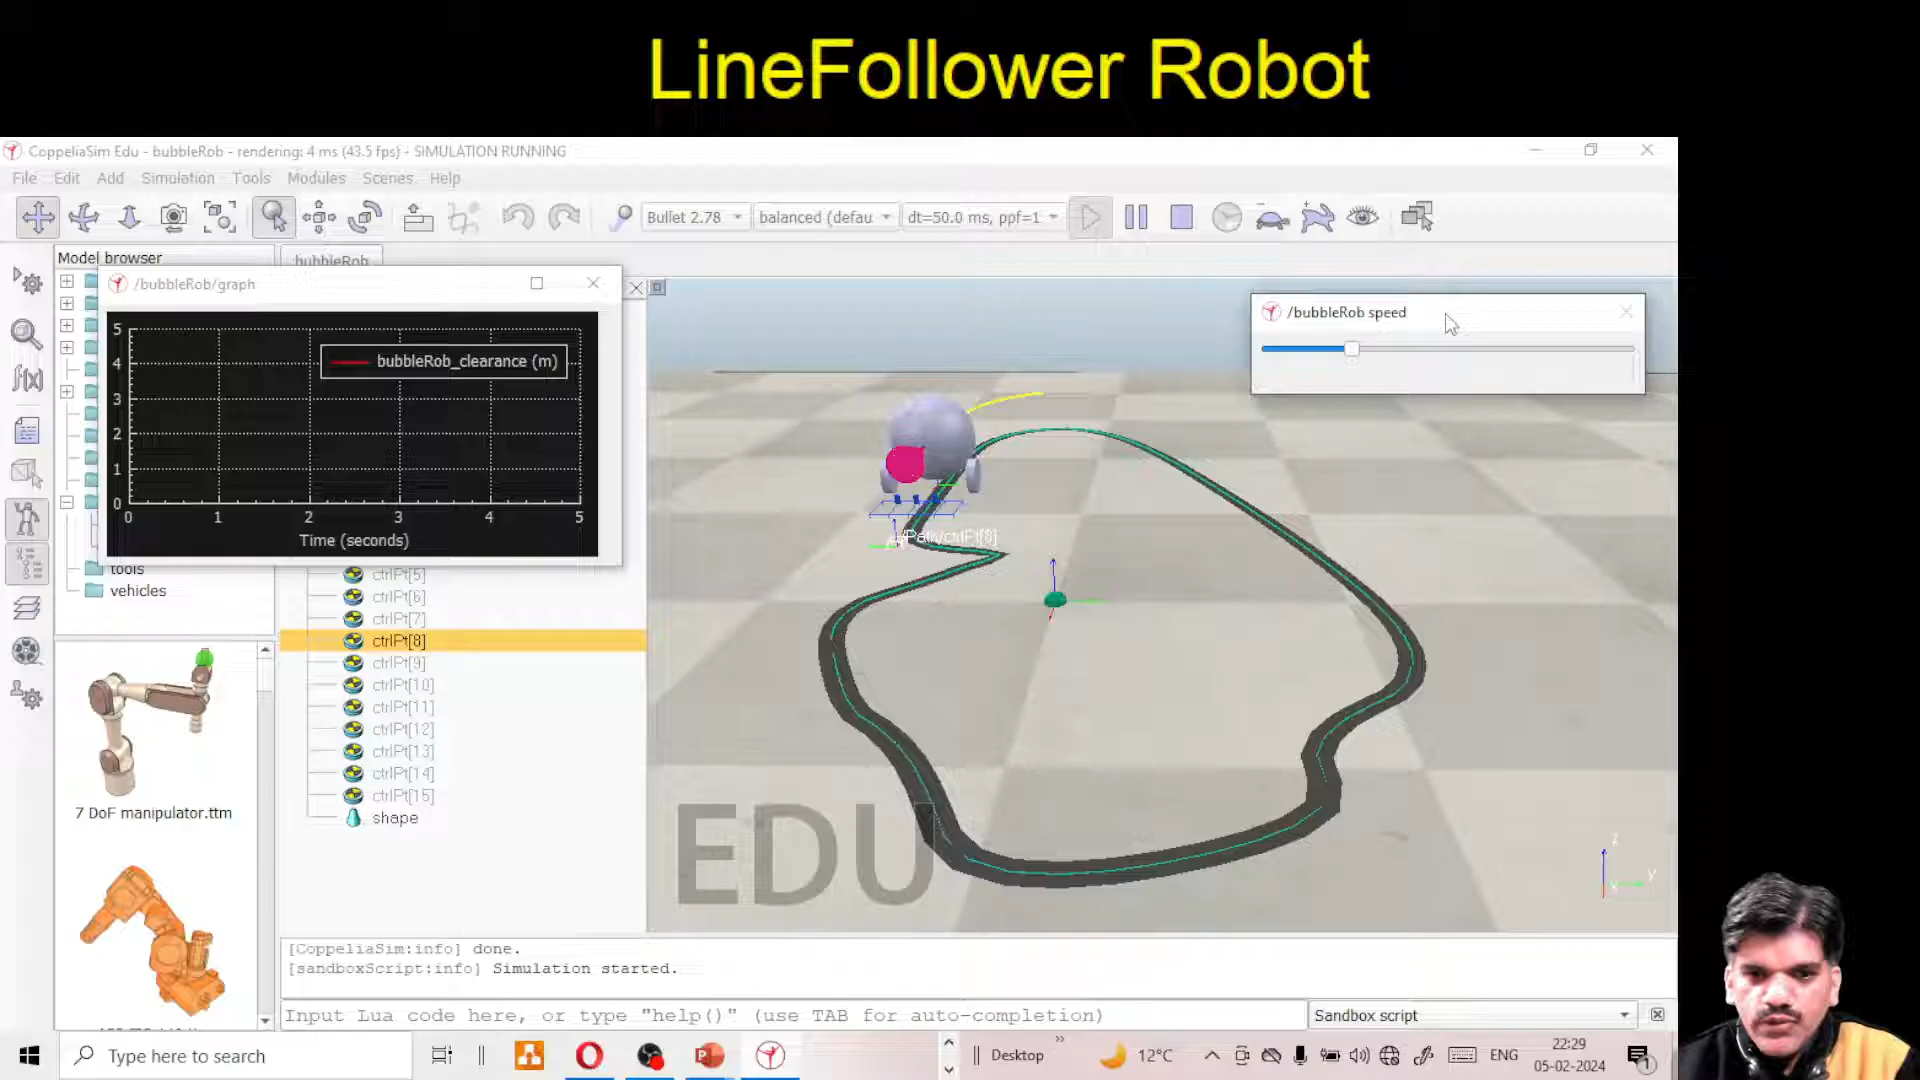 LineFollower Robot
CoppeliaSim Edu - bubbleRob - rendering: 4 ms (43.5 fps) - SIMULATION RUNNING
File Edit Add Simulation Tools Modules Scenes Help
Bullet 2.78 balanced (defau dt=50.0 ms, ppf=1
Model browser
bubbleRob
/bubbleRob/graph
bubbleRob_clearance (m)
5
4
3
2
1
0
0 1 2 3 4 5
Time (seconds)
/bubbleRob speed
tools
vehicles
7 DoF manipulator.ttm
ctrlPt[5]
ctrlPt[6]
ctrlPt[7]
ctrlPt[8]
ctrlPt[9]
ctrlPt[10]
ctrlPt[11]
ctrlPt[12]
ctrlPt[13]
ctrlPt[14]
ctrlPt[15]
shape
/Path/ctrlPt[8]
EDU
z
y
x
[CoppeliaSim:info] done.
[sandboxScript:info] Simulation started.
Input Lua code here, or type "help()" (use TAB for auto-completion)
Sandbox script
Type here to search
Desktop
12°C
ENG
22:29
05-02-2024
1